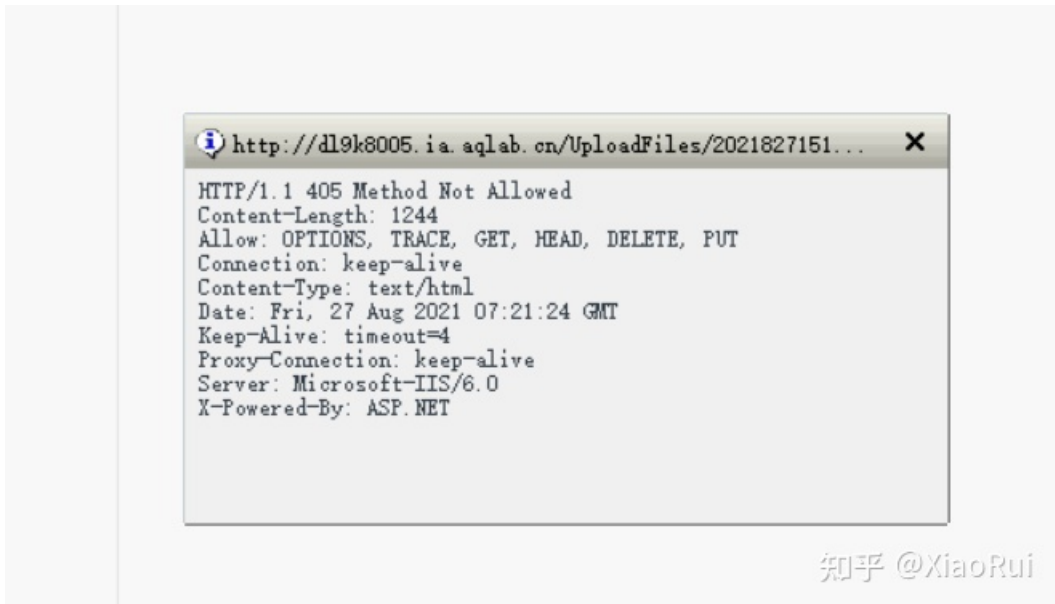 http://dl9k8005.ia.aqlab.cn/UploadFiles/2021827151...
HTTP/1.1 405 Method Not Allowed
Content-Length: 1244
Allow: OPTIONS, TRACE, GET, HEAD, DELETE, PUT
Connection: keep-alive
Content-Type: text/html
Date: Fri, 27 Aug 2021 07:21:24 GMT
Keep-Alive: timeout=4
Proxy-Connection: keep-alive
Server: Microsoft-IIS/6.0
X-Powered-By: ASP.NET
知乎 @XiaoRui